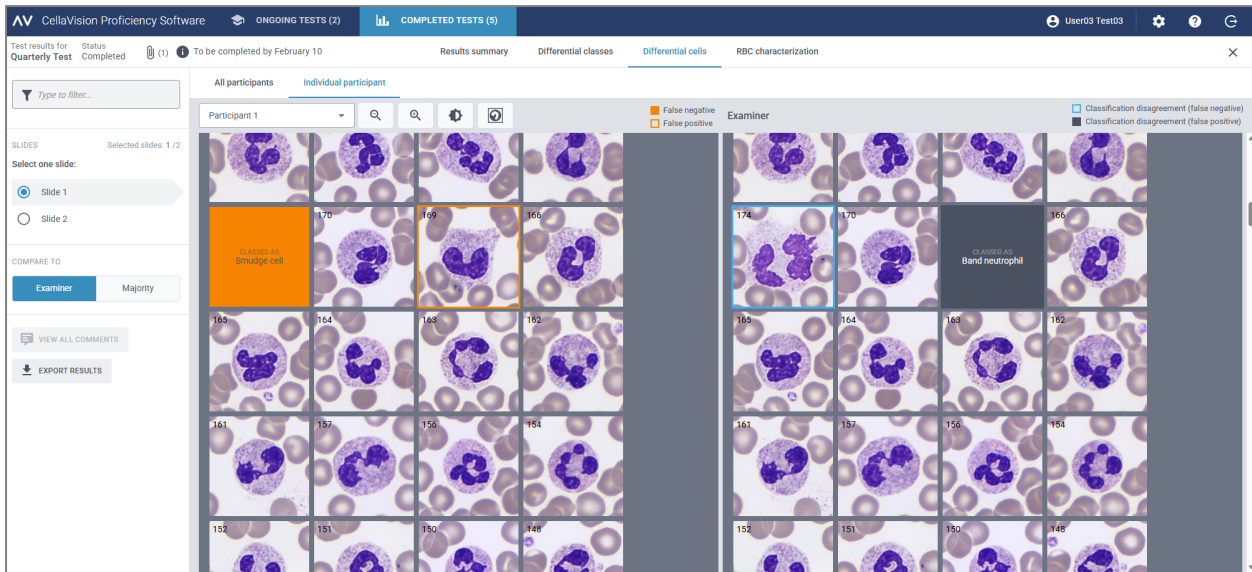 CellaVision Proficiency Software
ONGOING TESTS (2)
COMPLETED TESTS (5)
User03 Test03
Test results for
Quarterly Test
Status
Completed
(1)
To be completed by February 10
Results summary
Differential classes
Differential cells
RBC characterization
Type to filter...
All participants
Individual participant
Participant 1
False negative
False positive
Examiner
Classification disagreement (false negative)
Classification disagreement (false positive)
SLIDES
Selected slides: 1 /2
Select one slide:
Slide 1
Slide 2
COMPARE TO
Examiner
Majority
VIEW ALL COMMENTS
EXPORT RESULTS
CLASSED AS
Smudge cell
170
169
166
165
164
163
162
161
157
156
154
152
151
150
148
174
170
CLASSED AS
Band neutrophil
166
165
164
163
162
161
157
156
154
152
151
150
148